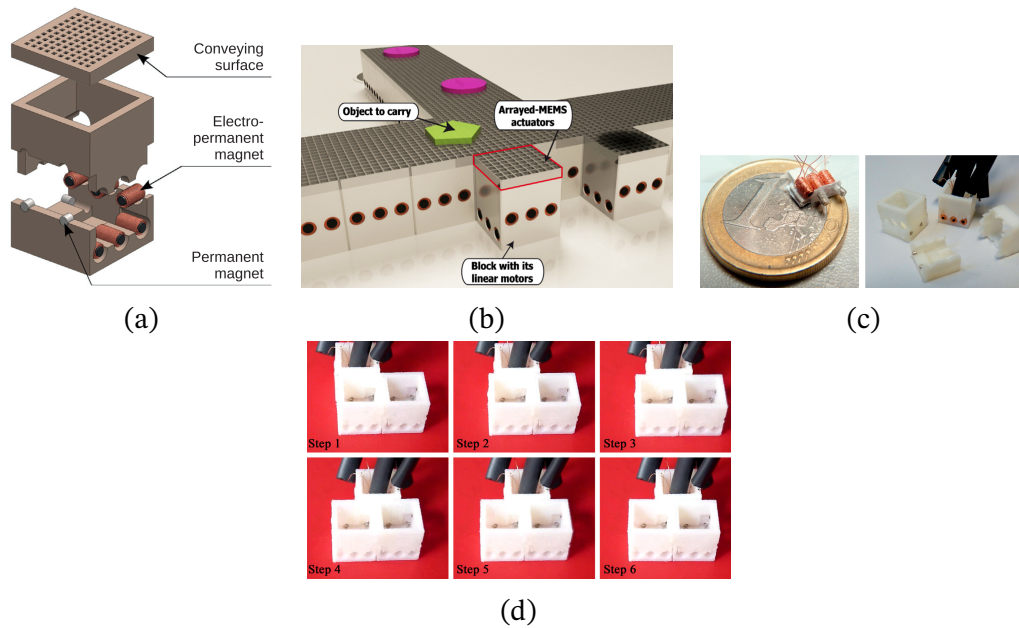 Conveying
surface
Electro-
permanent
magnet
Permanent
magnet
(a)
Object to carry
Arrayed-MEMS
actuators
Block with its
linear motors
(b)
(c)
Step 1
Step 2
Step 3
Step 4
Step 5
Step 6
(d)